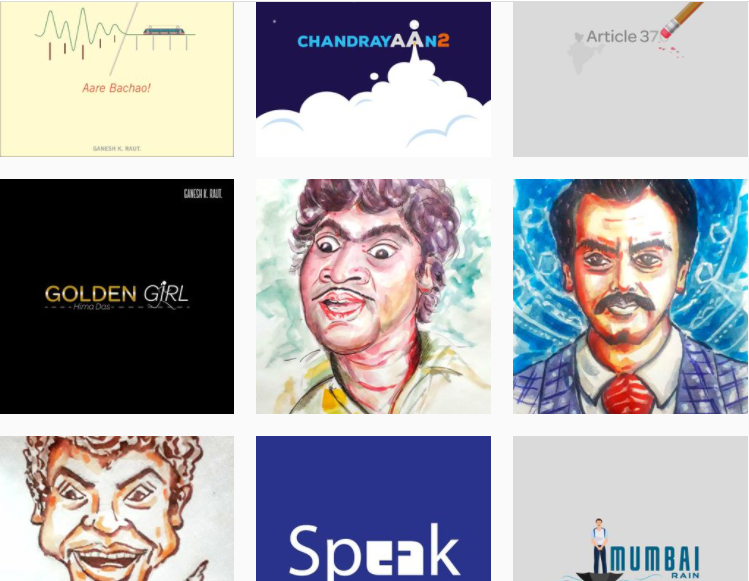 Aare Bachao!
GANESH K. RAUT.
CHANDRAYAAN2
Article 37
GANESH K. RAUT.
GOLDEN GIRL
Hima Das
Speak
MUMBAI
RAIN